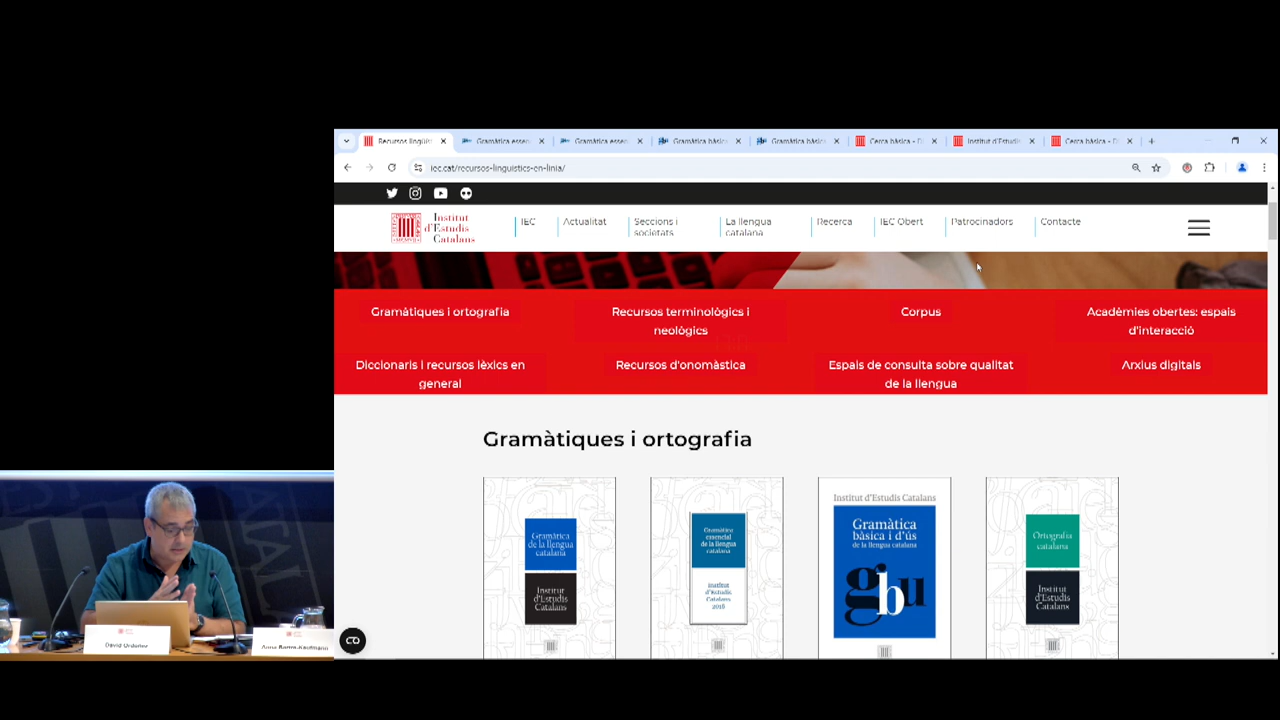 Recursos lingüíst
Gramàtica essen
Gramàtica essen
Gramàtica bàsic
Gramàtica bàsic
Cerca bàsica - D
Institut d'Estudi
Cerca bàsica - D
iec.cat/recursos-linguistics-en-linia/
Institut
d'Estudis
Catalans
IEC
Actualitat
Seccions i
societats
La llengua
catalana
Recerca
IEC Obert
Patrocinadors
Contacte
Gramàtiques i ortografia
Recursos terminològics i
neològics
Corpus
Acadèmies obertes: espais
d'interacció
Diccionaris i recursos lèxics en
general
Recursos d'onomàstica
Espais de consulta sobre qualitat
de la llengua
Arxius digitals
Gramàtiques i ortografia
Gramàtica
de la llengua
catalana
Institut
d'Estudis
Catalans
Gramàtica
essencial
de la llengua
catalana
Institut
d'Estudis
Catalans
2018
Institut d'Estudis Catalans
Gramàtica
bàsica i d'ús
de la llengua catalana
gbu
Ortografia
catalana
Institut
d'Estudis
Catalans
David
Anna